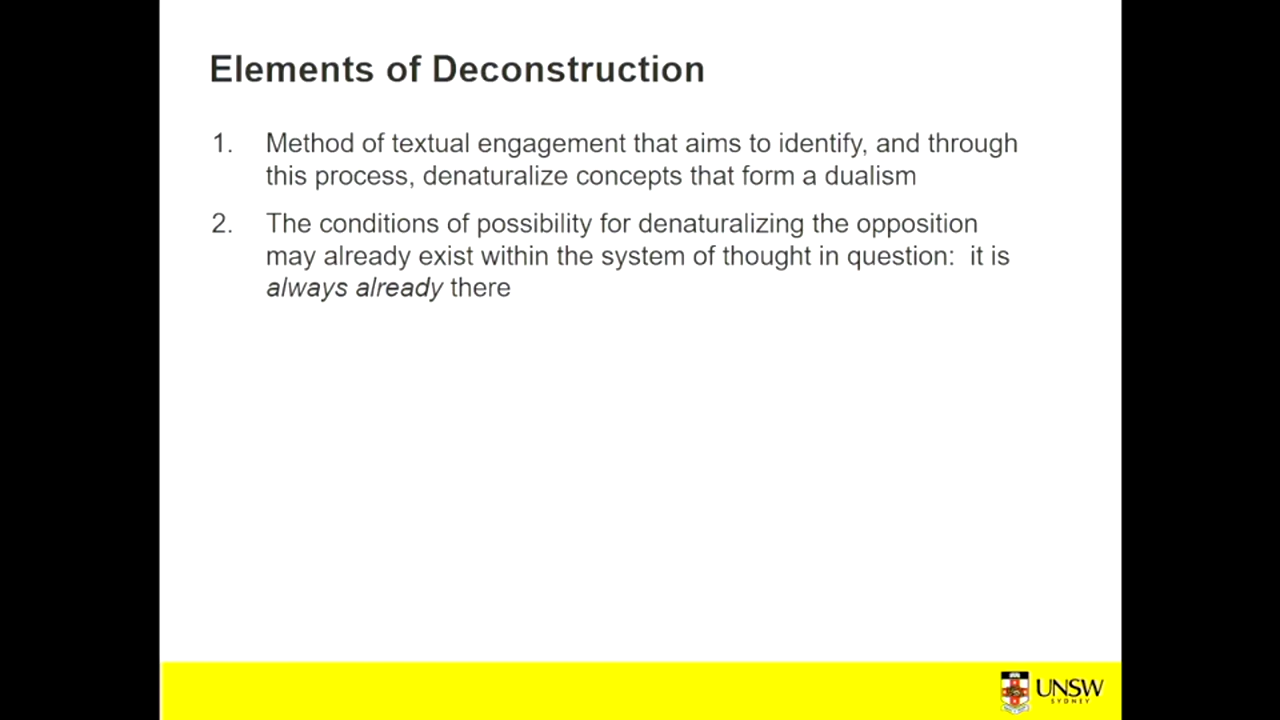 Elements of Deconstruction
1. Method of textual engagement that aims to identify, and through
this process, denaturalize concepts that form a dualism
2. The conditions of possibility for denaturalizing the opposition
may already exist within the system of thought in question:  it is
always already there
UNSW
SYDNEY